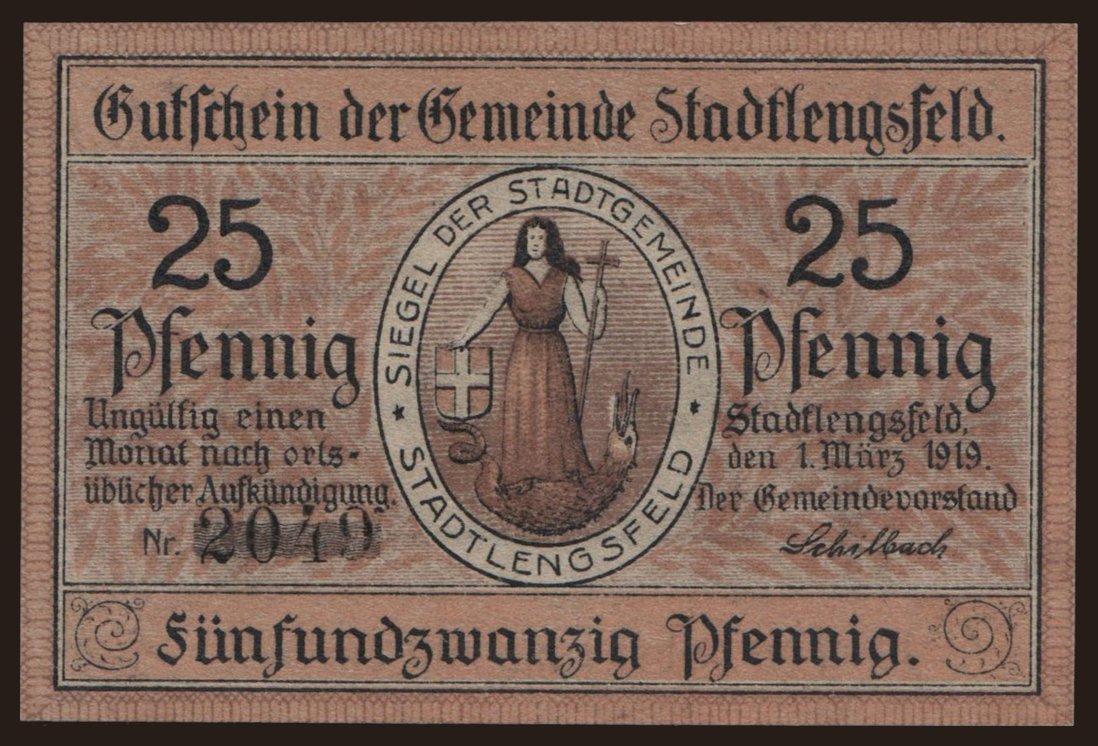 Gutschein der Gemeinde Stadtlengsfeld.
25
Pfennig
Ungültig einen
Monat nach orts-
üblicher Aufkündigung.
Nr. 2049
SIEGEL DER STADTGEMEINDE
* STADTLENGSFELD *
25
Pfennig
Stadtlengsfeld,
den 1. März 1919.
Der Gemeindevorstand
Schilbach
Fünfundzwanzig Pfennig.